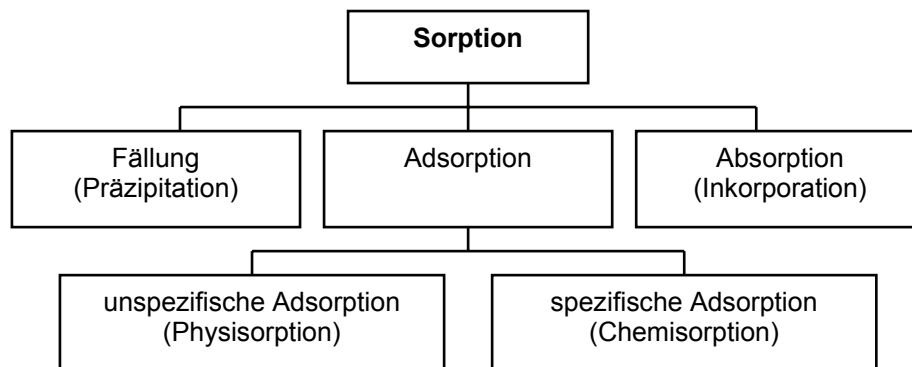 Sorption
Fällung
(Präzipitation)
Adsorption
Absorption
(Inkorporation)
unspezifische Adsorption
(Physisorption)
spezifische Adsorption
(Chemisorption)